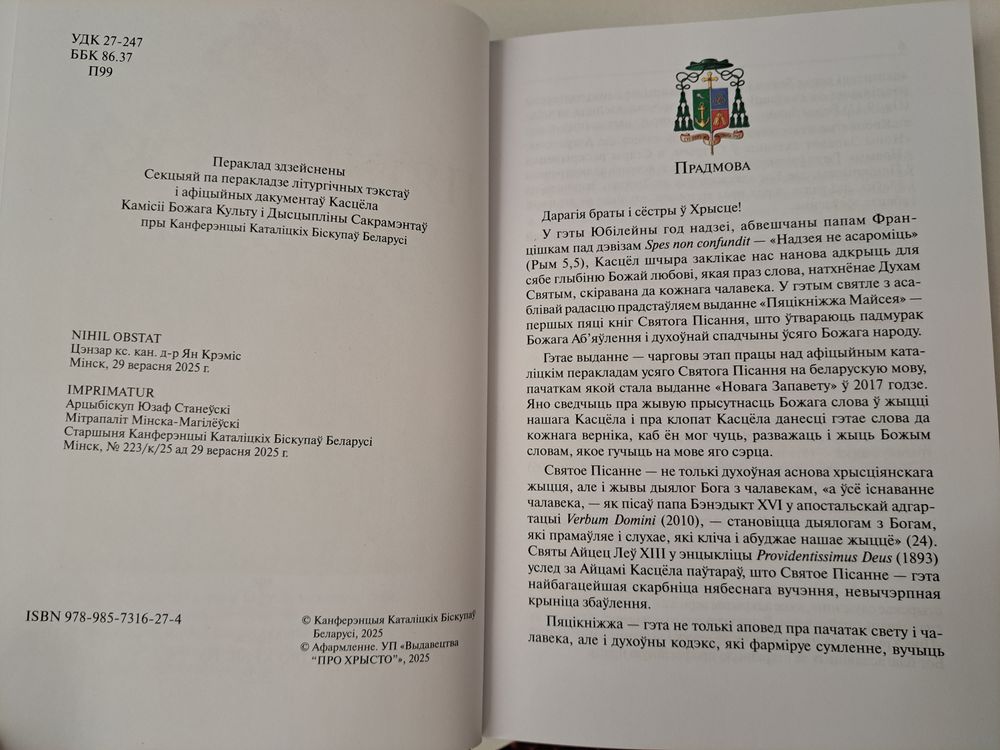 УДК 27-247
ББК 86.37
П99
Пераклад здзейснены
Секцыяй па перакладзе літургічных тэкстаў
і афіцыйных дакументаў Касцёла
Камісіі Божага Культу і Дысцыпліны Сакрамэнтаў
пры Канферэнцыі Каталіцкіх Біскупаў Беларусі
NIHIL OBSTAT
Цэнзар кс. кан. д-р Ян Крэміс
Мінск, 29 верасня 2025 г.
IMPRIMATUR
Арцыбіскуп Юзаф Станеўскі
Мітрапаліт Мінска-Магілёўскі
Старшыня Канферэнцыі Каталіцкіх Біскупаў Беларусі
Мінск, № 223/к/25 ад 29 верасня 2025 г.
ISBN 978-985-7316-27-4
© Канферэнцыя Каталіцкіх Біскупаў
Беларусі, 2025
© Афармленне. УП «Выдавецтва
“ПРО ХРЫСТО”», 2025
Прадмова
Дарагія браты і сёстры ў Хрысце!
У гэты Юбілейны год надзеі, абвешчаны папам Фран-
цішкам пад дэвізам Spes non confundit — «Надзея не асароміць»
(Рым 5,5), Касцёл шчыра заклікае нас нанова адкрыць для
сябе глыбіню Божай любові, якая праз слова, натхнёнае Духам
Святым, скіравана да кожнага чалавека. У гэтым святле з аса-
блівай радасцю прадстаўляем выданне «Пяцікніжжа Майсея» —
першых пяці кніг Святога Пісання, што ўтвараюць падмурак
Божага Аб’яўлення і духоўнай спадчыны ўсяго Божага народу.
Гэтае выданне — чарговы этап працы над афіцыйным ката-
ліцкім перакладам усяго Святога Пісання на беларускую мову,
пачаткам якой стала выданне «Новага Запавету» ў 2017 годзе.
Яно сведчыць пра жывую прысутнасць Божага слова ў жыцці
нашага Касцёла і пра клопат Касцёла данесці гэтае слова да
кожнага верніка, каб ён мог чуць, разважаць і жыць Божым
словам, якое гучыць на мове яго сэрца.
Святое Пісанне — не толькі духоўная аснова хрысціянскага
жыцця, але і жывы дыялог Бога з чалавекам, «а ўсё існаванне
чалавека, — як пісаў папа Бэнэдыкт XVI у апостальскай адгар-
тацыі Verbum Domini (2010), — становіцца дыялогам з Богам,
які прамаўляе і слухае, які кліча і абуджае нашае жыццё» (24).
Святы Айцец Леў XIII у энцыкліцы Providentissimus Deus (1893)
услед за Айцамі Касцёла паўтараў, што Святое Пісанне — гэта
найбагацейшая скарбніца нябеснага вучэння, невычэрпная
крыніца збаўлення.
Пяцікніжжа — гэта не толькі аповед пра пачатак свету і ча-
лавека, але і духоўны кодэкс, які фарміруе сумленне, вучыць